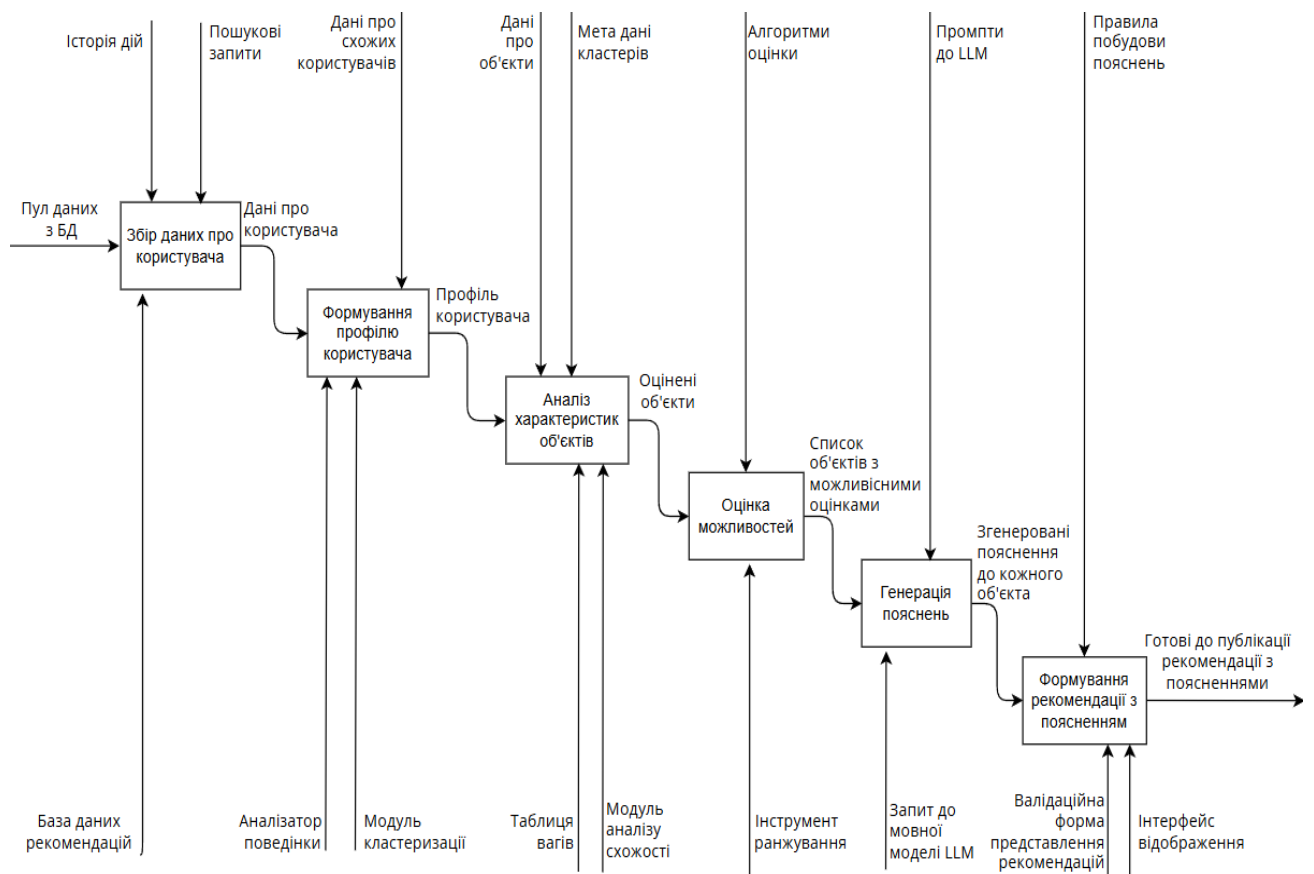 Історія дій
Пошукові
запити
Дані про
схожих
користувачів
Дані
про
об'єкти
Мета дані
кластерів
Алгоритми
оцінки
Промпти
до LLM
Правила
побудови
пояснень
Пул даних
з БД
Збір даних про
користувача
Дані про
користувача
Формування
профілю
користувача
Профіль
користувача
Аналіз
характеристик
об'єктів
Оцінені
об'єкти
Оцінка
можливостей
Список
об'єктів з
можливісними
оцінками
Генерація
пояснень
Згенеровані
пояснення
до кожного
об'єкта
Формування
рекомендації з
поясненням
Готові до публікації
рекомендації з
поясненнями
База даних
рекомендацій
Аналізатор
поведінки
Модуль
кластеризації
Таблиця
вагів
Модуль
аналізу
схожості
Інструмент
ранжування
Запит до
мовної
моделі LLM
Валідаційна
форма
представлення
рекомендацій
Інтерфейс
відображення